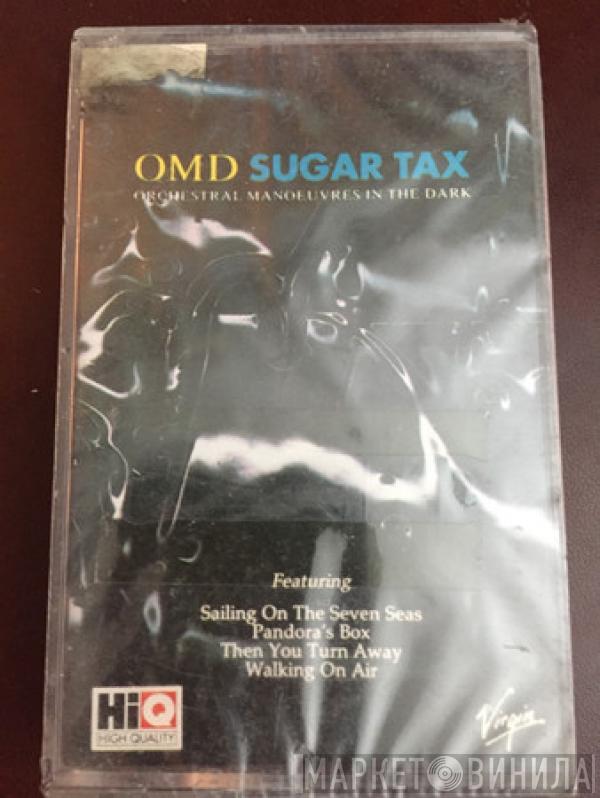 OMD SUGAR TAX
ORCHESTRAL MANOEUVRES IN THE DARK
Featuring
Sailing On The Seven Seas
Pandora's Box
Then You Turn Away
Walking On Air
HiQ
HIGH QUALITY
Virgin
МАРКЕТ ВИНИЛА